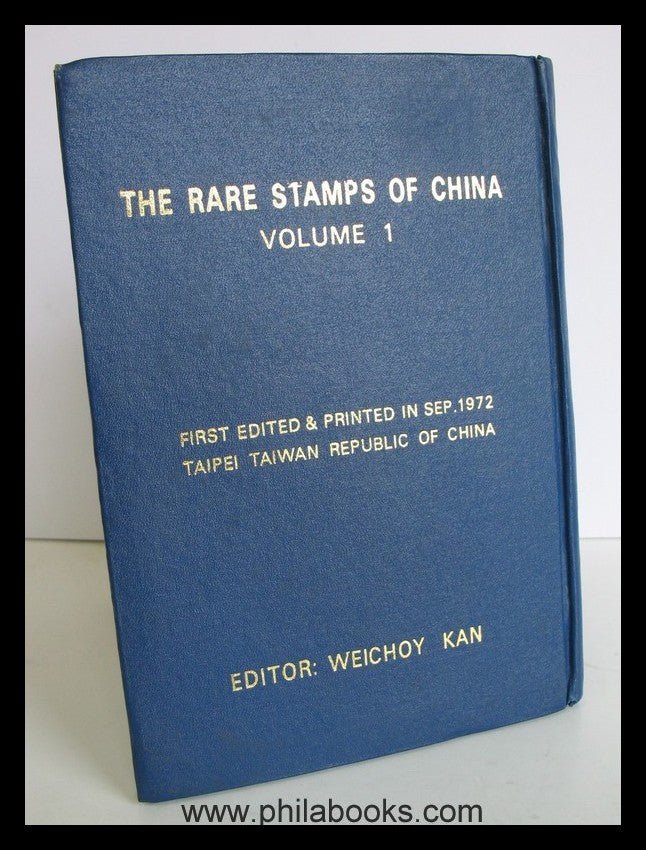 THE RARE STAMPS OF CHINA
VOLUME 1
FIRST EDITED & PRINTED IN SEP.1972
TAIPEI TAIWAN REPUBLIC OF CHINA
EDITOR: WEICHOY KAN
www.philabooks.com